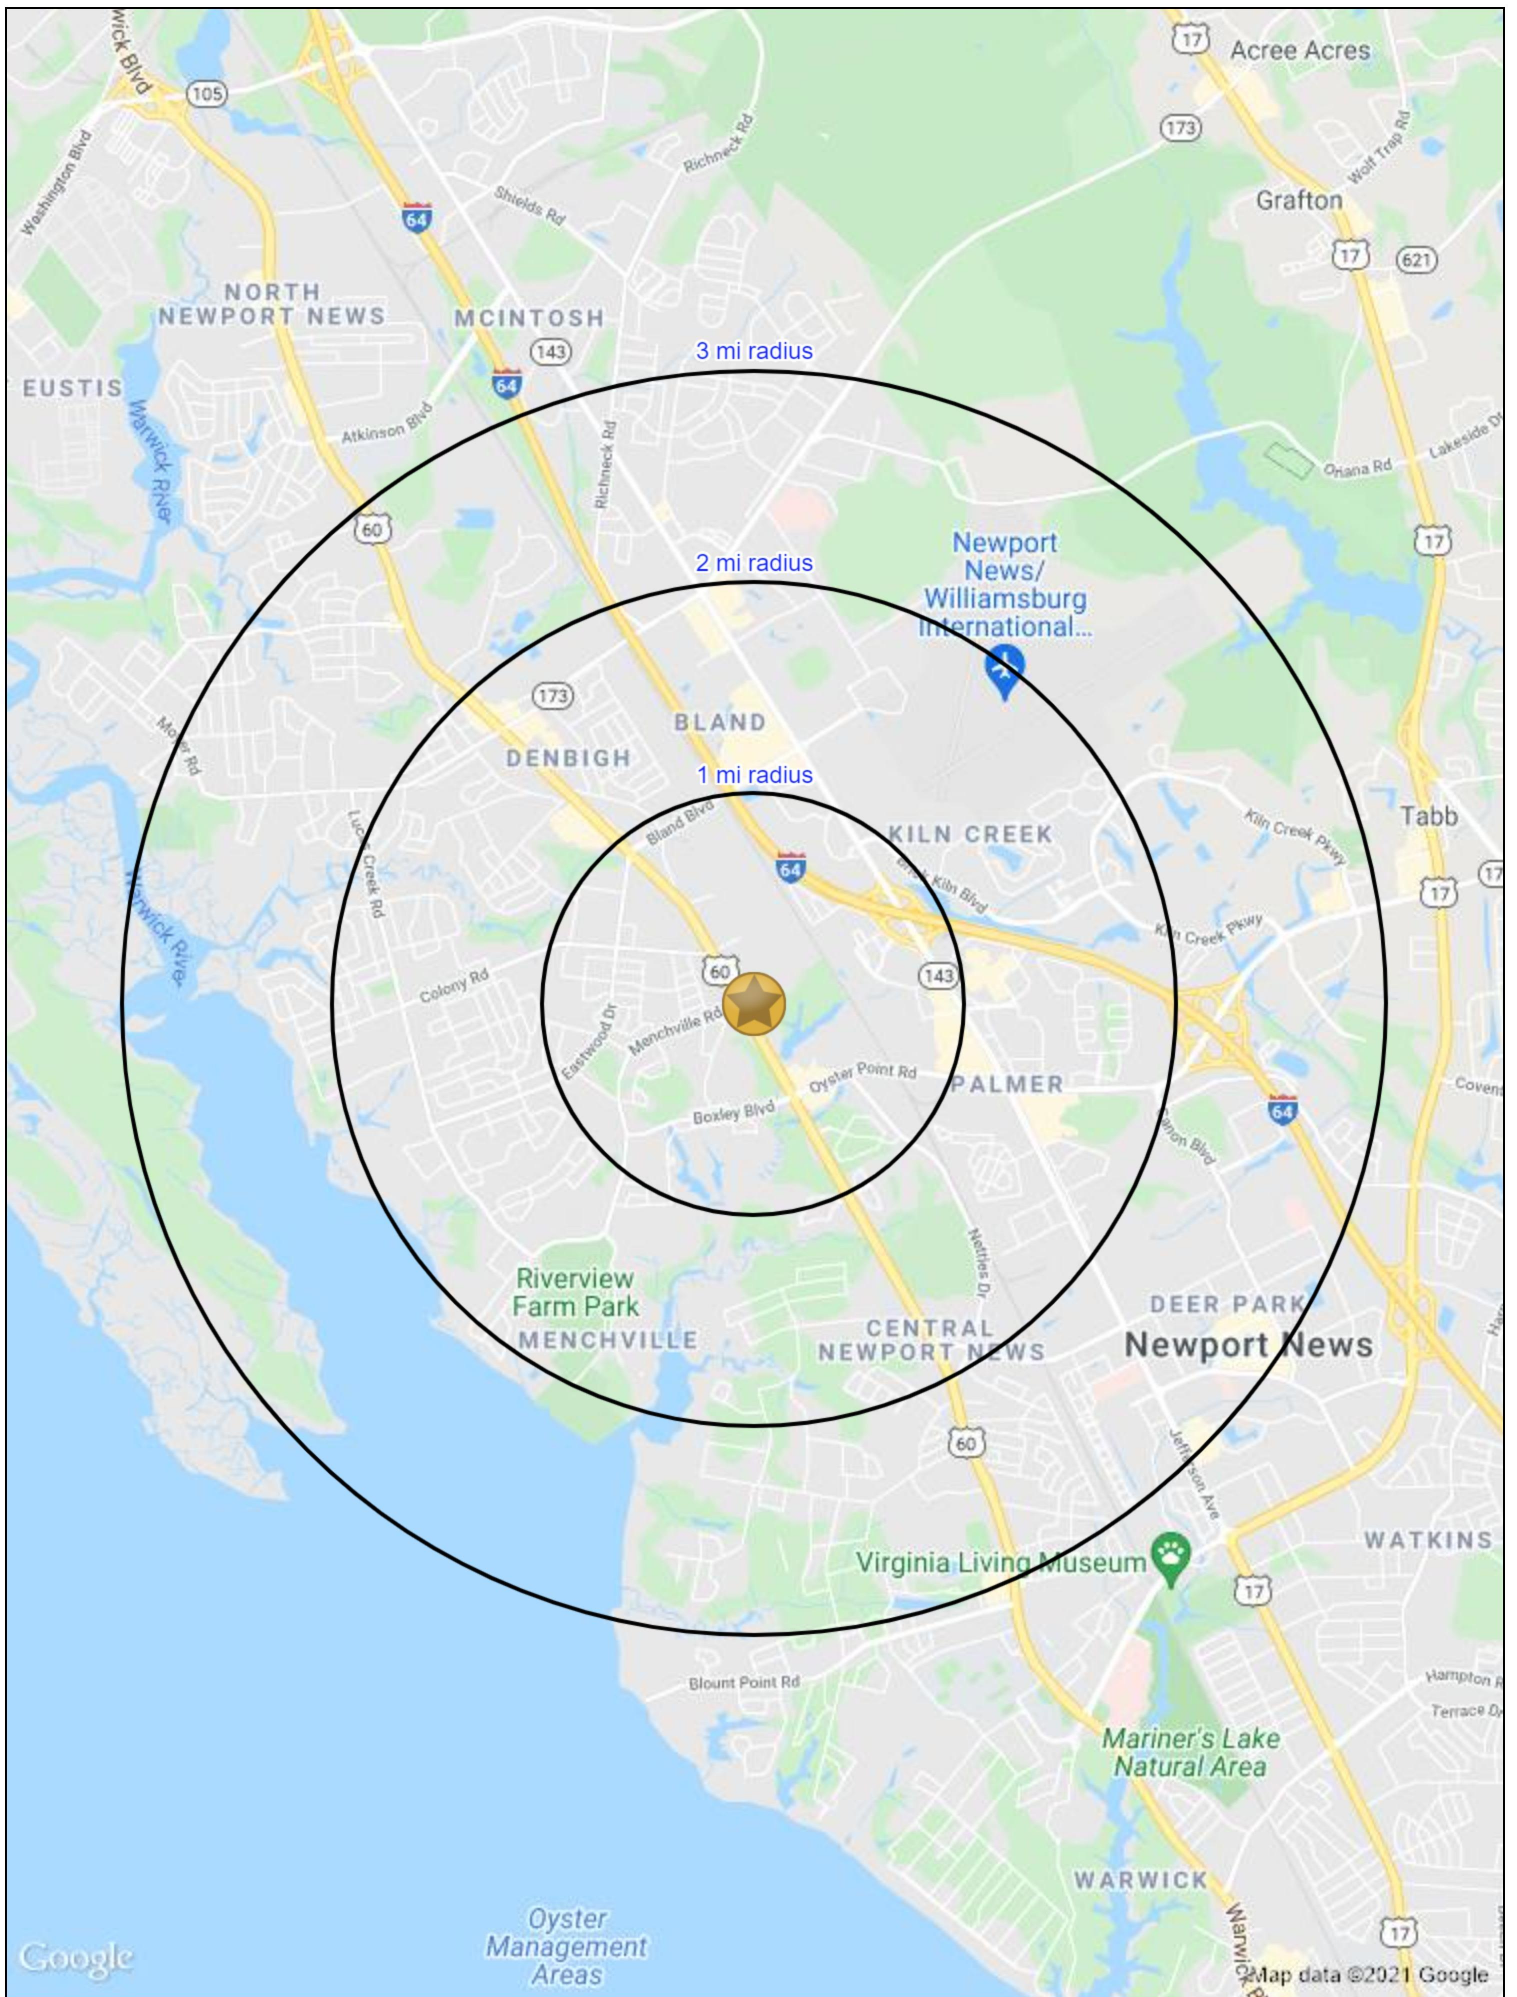 wick Blvd
17
Acree Acres
105
173
Washington Blvd
Richneck Rd
Wolf Trap Rd
Shields Rd
64
Grafton
17
621
NORTH
NEWPORT NEWS
MCINTOSH
143
3 mi radius
64
EUSTIS
Warwick River
Atkinson Blvd
Richneck Rd
Oriana Rd
Lakeside Dr
60
17
Newport
News/
Williamsburg
International...
2 mi radius
173
BLAND
Moyer Rd
DENBIGH
1 mi radius
Bland Blvd
KILN CREEK
Kiln Creek Pkwy
Tabb
Lucas Creek Rd
64
Brick Kiln Blvd
17
17
Warwick River
Kiln Creek Pkwy
60
143
Colony Rd
Menchville Rd
Eastwood Dr
Oyster Point Rd
PALMER
Coven
Boxley Blvd
64
Canon Blvd
Nettles Dr
Riverview
Farm Park
MENCHVILLE
DEER PARK
CENTRAL
NEWPORT NEWS
Newport News
60
Jefferson Ave
WATKINS
Virginia Living Museum
17
Blount Point Rd
Hampton R
Terrace Dr
Mariner's Lake
Natural Area
WARWICK
Oyster
Management
Areas
17
Warwick B
Google
Map data ©2021 Google